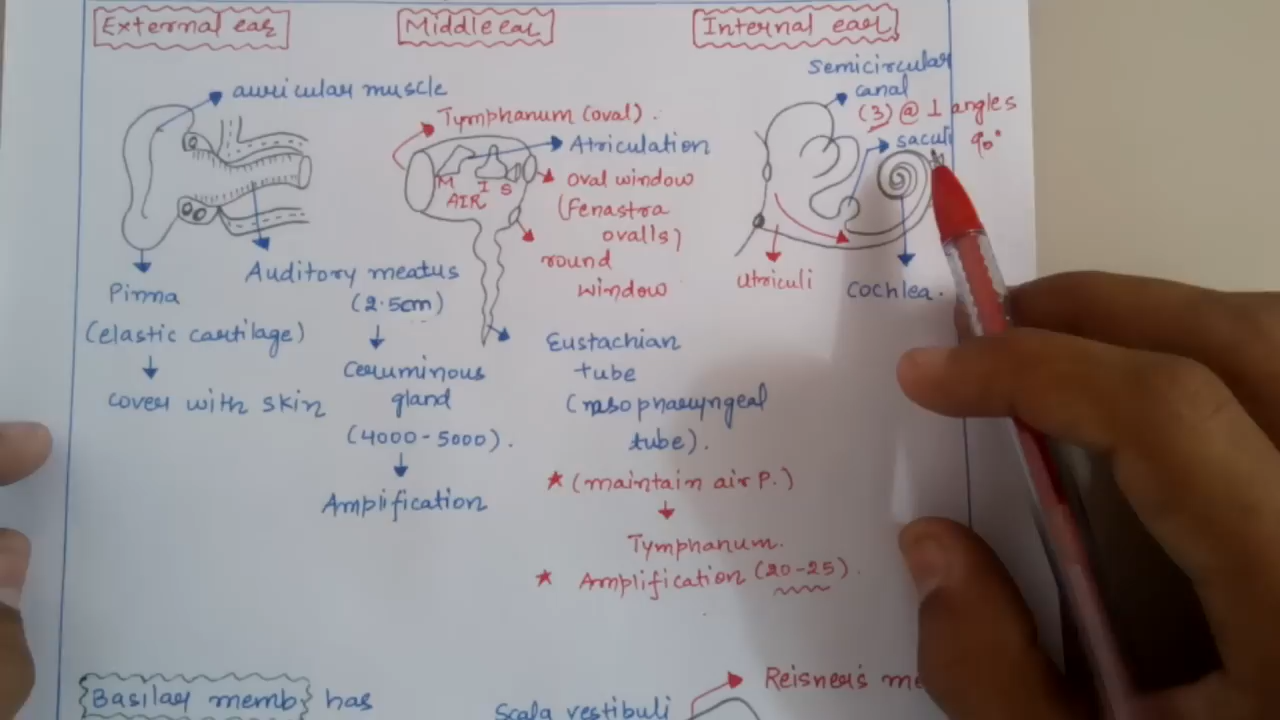 External ear
Middle ear
Internal ear
auricular muscle
Pinna
(elastic cartilage)
cover with skin
Auditory meatus
(2.5cm)
Ceruminous
gland
(4000-5000).
Amplification
Tymphanum (oval).
Atriculation
M
I
S
AIR
oval window
(fenastra
ovalls)
round
window
Eustachian
tube
(nasopharyngeal
tube).
★ (maintain air P.)
Tymphanum.
★ Amplification (20-25).
Semicircular
canal
(3) @ ⊥ angles
90°
saculi
utriculi
cochlea.
Basilar memb has
Scala vestibuli
Reisner's